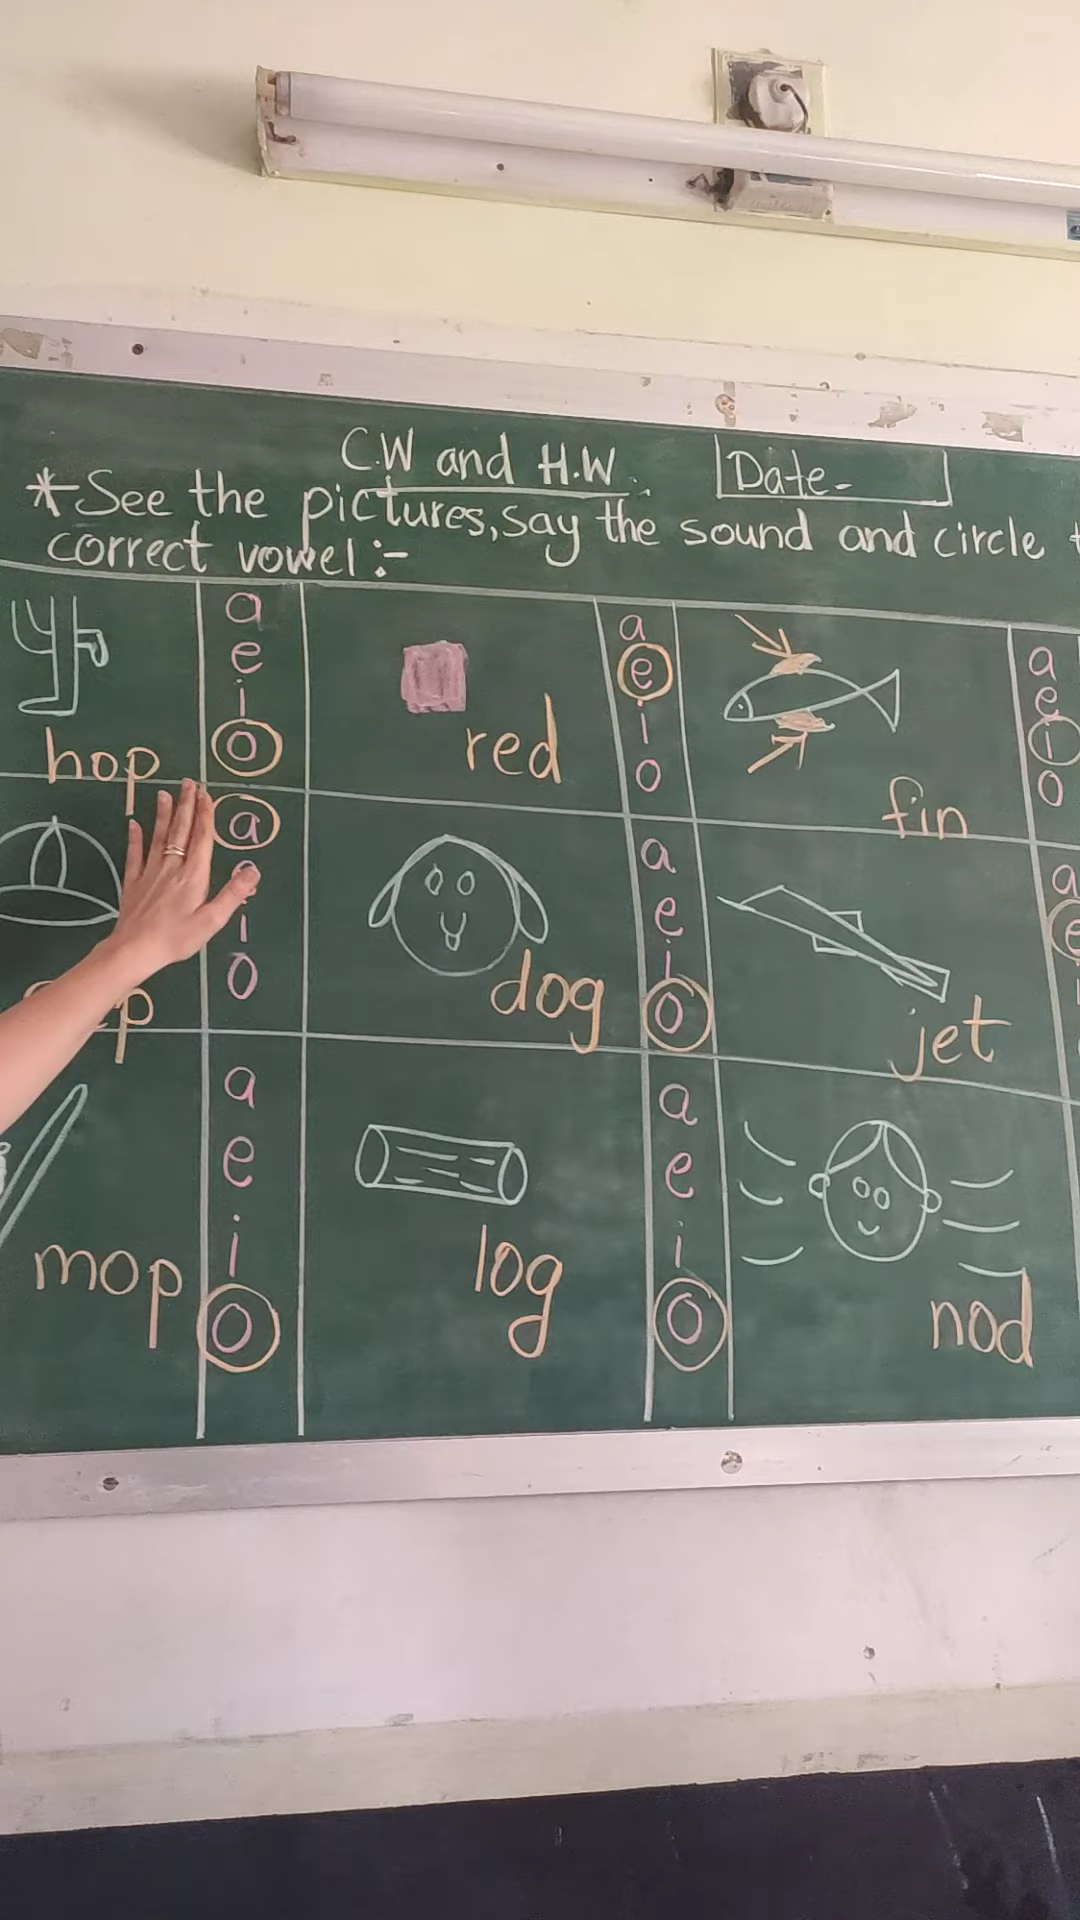 C.W and H.W. Date-
*See the pictures, say the sound and circle
correct vowel :-
a
e
i
o
hop
a
e
i
o
red
a
e
i
o
fin
a
i
o
a
e
i
o
dog
a
e
jet
a
e
i
o
mop
a
e
i
o
log
nod